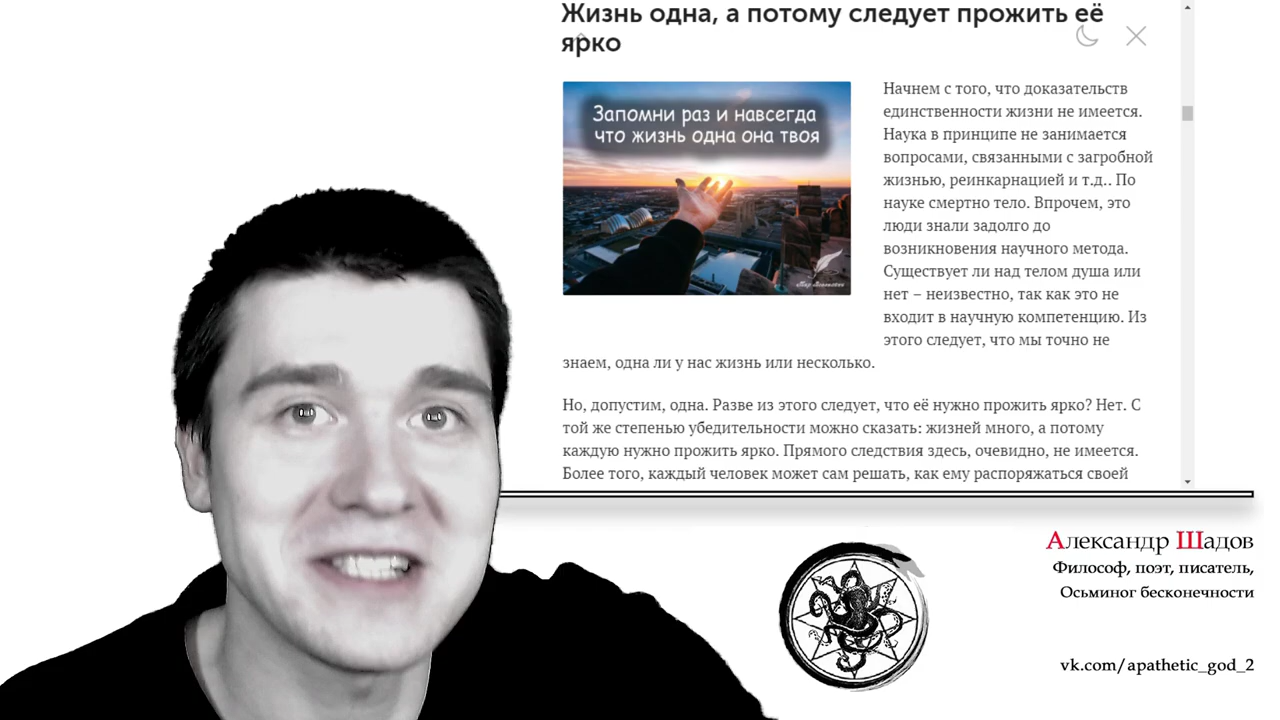 Жизнь одна, а потому следует прожить её
ярко
Запомни раз и навсегда
что жизнь одна она твоя
Начнем с того, что доказательств
единственности жизни не имеется.
Наука в принципе не занимается
вопросами, связанными с загробной
жизнью, реинкарнацией и т.д.. По
науке смертно тело. Впрочем, это
люди знали задолго до
возникновения научного метода.
Существует ли над телом душа или
нет – неизвестно, так как это не
входит в научную компетенцию. Из
этого следует, что мы точно не
знаем, одна ли у нас жизнь или несколько.
Но, допустим, одна. Разве из этого следует, что её нужно прожить ярко? Нет. С
той же степенью убедительности можно сказать: жизней много, а потому
каждую нужно прожить ярко. Прямого следствия здесь, очевидно, не имеется.
Более того, каждый человек может сам решать, как ему распоряжаться своей
Александр Шадов
Философ, поэт, писатель,
Осьминог бесконечности
vk.com/apathetic_god_2